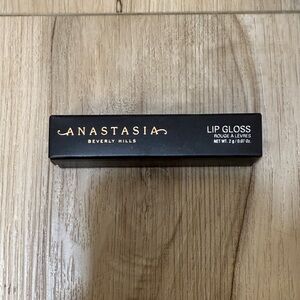 ANASTASIA
BEVERLY HILLS
LIP GLOSS
ROUGE À LÈVRES
NET WT. 2 g / 0.07 Oz.